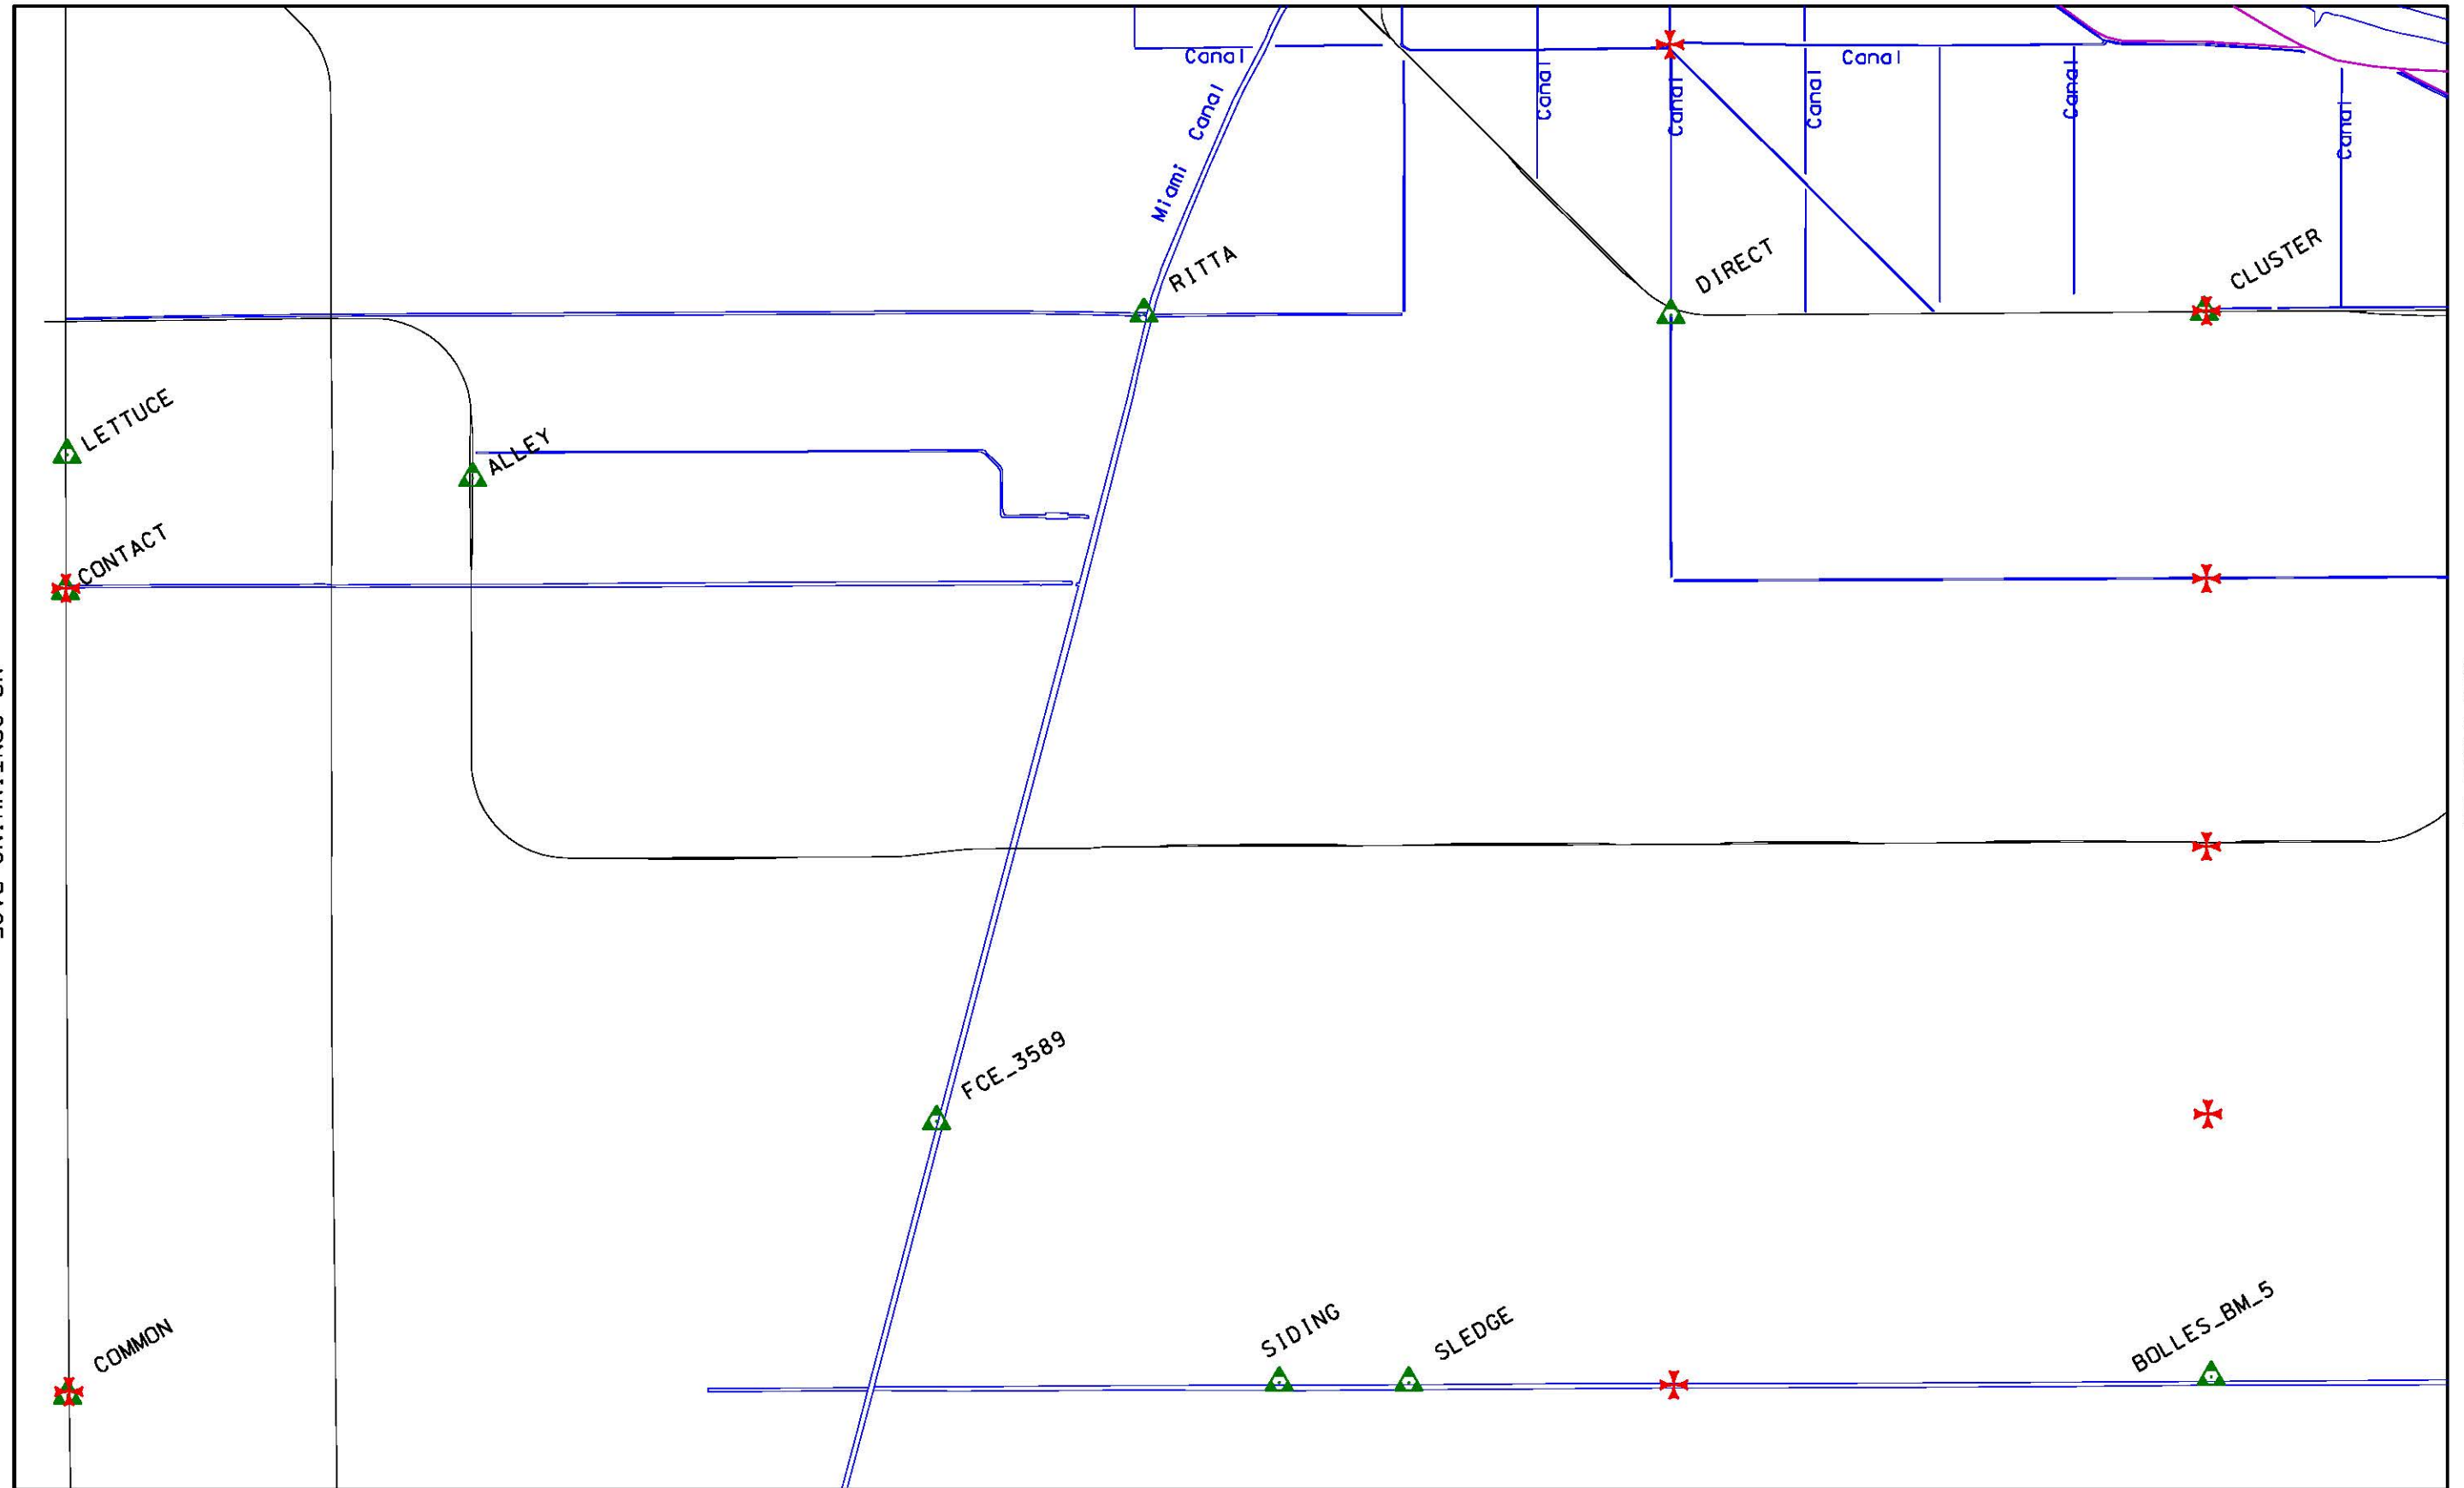 Canal
Canal
Miami Canal
Canal
Canal
Canal
Canal
Canal
RITTA
DIRECT
CLUSTER
LETTUCE
ALLEY
CONTACT
FCE_3589
SIDING
SLEDGE
BOLLES_BM_5
COMMON